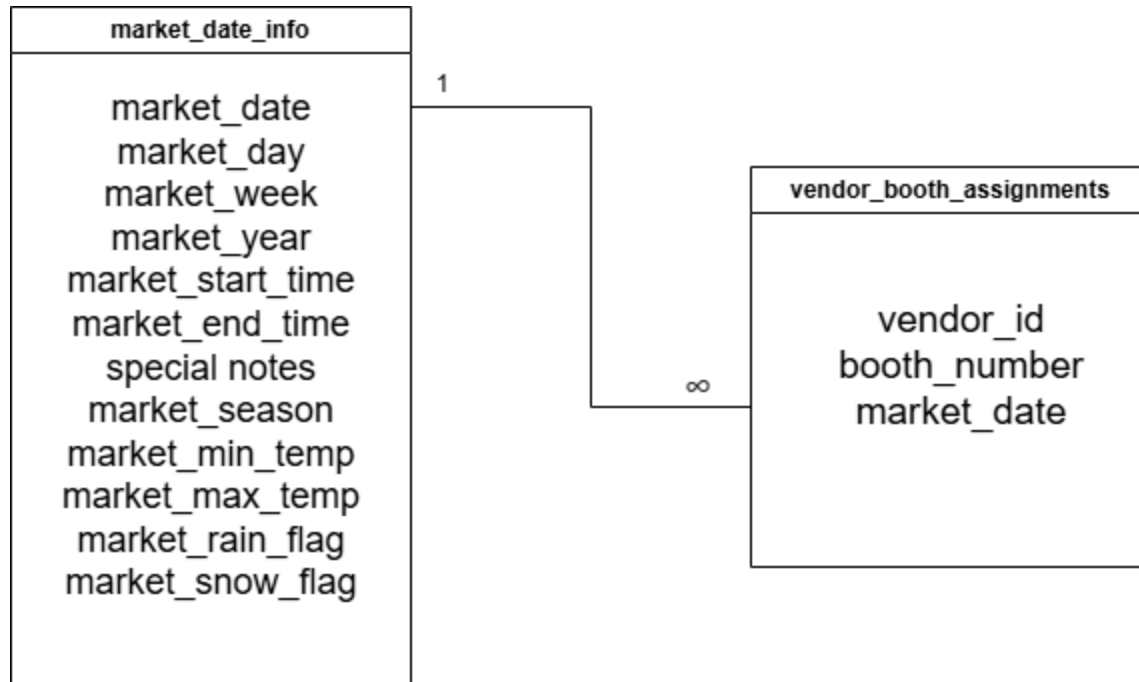 market_date_info
market_date
market_day
market_week
market_year
market_start_time
market_end_time
special notes
market_season
market_min_temp
market_max_temp
market_rain_flag
market_snow_flag
1
∞
vendor_booth_assignments
vendor_id
booth_number
market_date